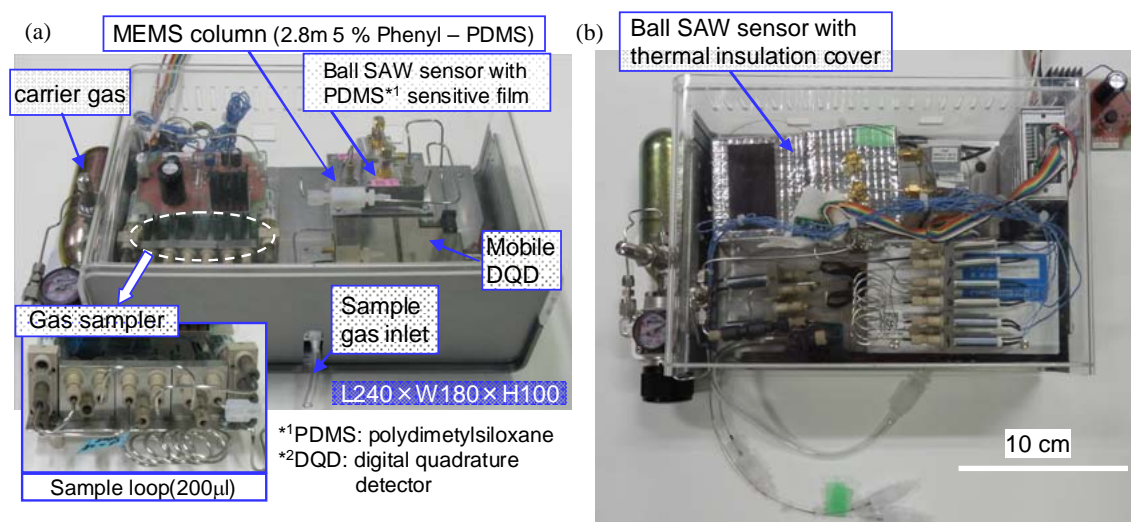 (a)
MEMS column (2.8m 5 % Phenyl – PDMS)
carrier gas
Ball SAW sensor with
PDMS*1 sensitive film
Mobile
DQD
Gas sampler
Sample
gas inlet
L240×W180×H100
Sample loop(200μl)
*1PDMS: polydimetylsiloxane
*2DQD: digital quadrature
detector
(b)
Ball SAW sensor with
thermal insulation cover
10 cm